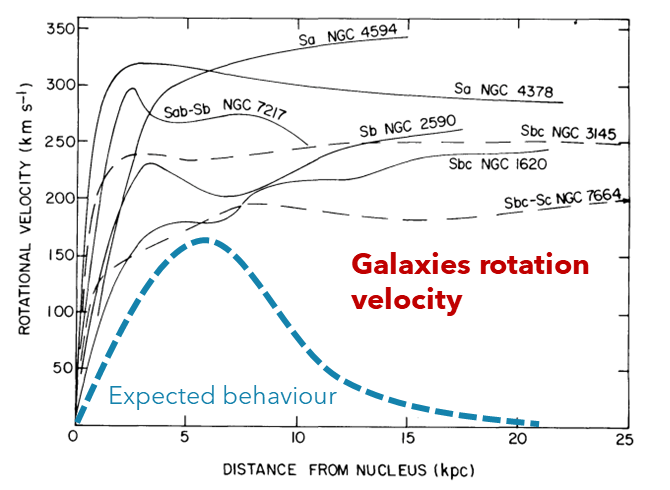 350
300
250
200
150
100
50
0
5
10
15
20
25
ROTATIONAL VELOCITY (km s⁻¹)
DISTANCE FROM NUCLEUS (kpc)
Sa NGC 4594
Sa NGC 4378
Sab-Sb NGC 7217
Sb NGC 2590
Sbc NGC 3145
Sbc NGC 1620
Sbc-Sc NGC 7664
Galaxies rotation
velocity
Expected behaviour